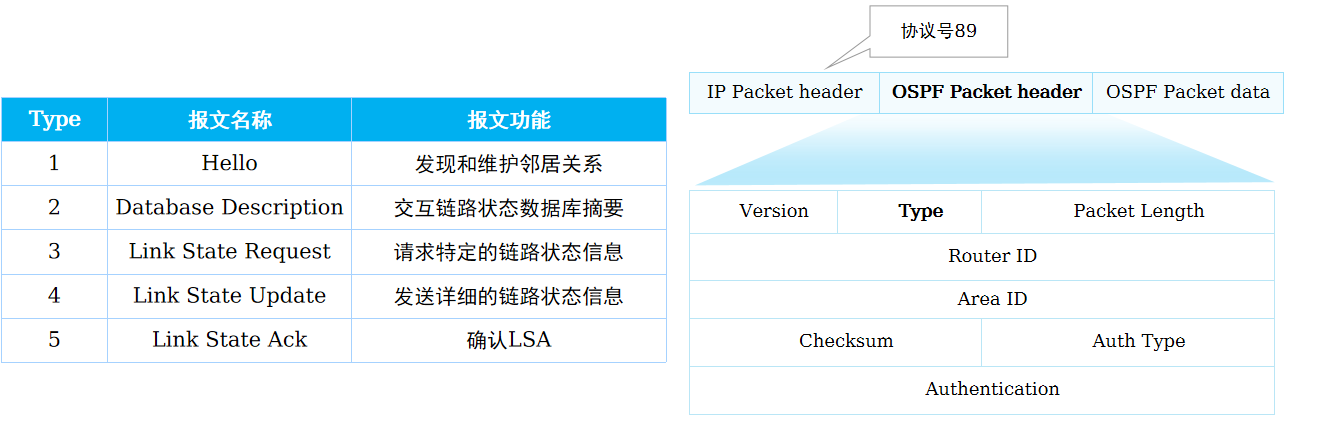 Type 报文名称 报文功能
1 Hello 发现和维护邻居关系
2 Database Description 交互链路状态数据库摘要
3 Link State Request 请求特定的链路状态信息
4 Link State Update 发送详细的链路状态信息
5 Link State Ack 确认LSA
协议号89
IP Packet header OSPF Packet header OSPF Packet data
Version Type Packet Length
Router ID
Area ID
Checksum Auth Type
Authentication